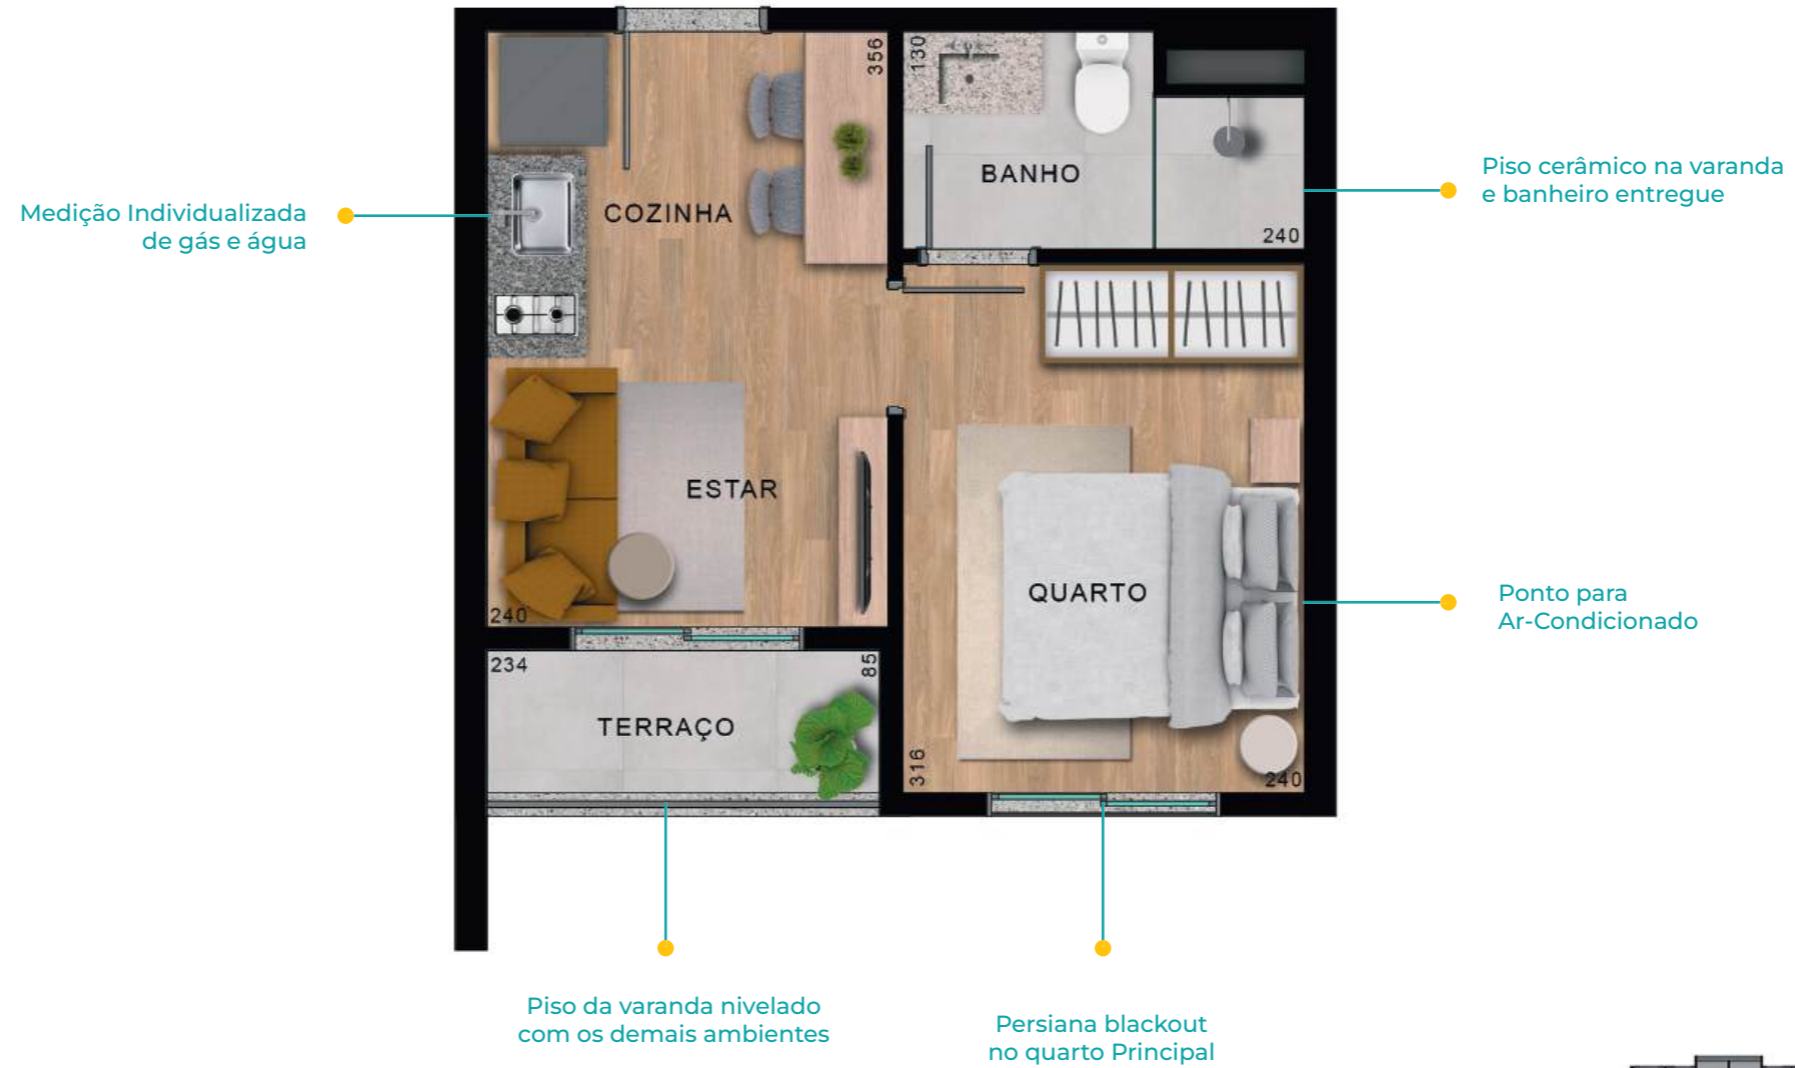 356
130
COZINHA
BANHO
240
Medição Individualizada
de gás e água
Piso cerâmico na varanda
e banheiro entregue
ESTAR
240
234
85
TERRAÇO
QUARTO
316
240
Ponto para
Ar-Condicionado
Piso da varanda nivelado
com os demais ambientes
Persiana blackout
no quarto Principal